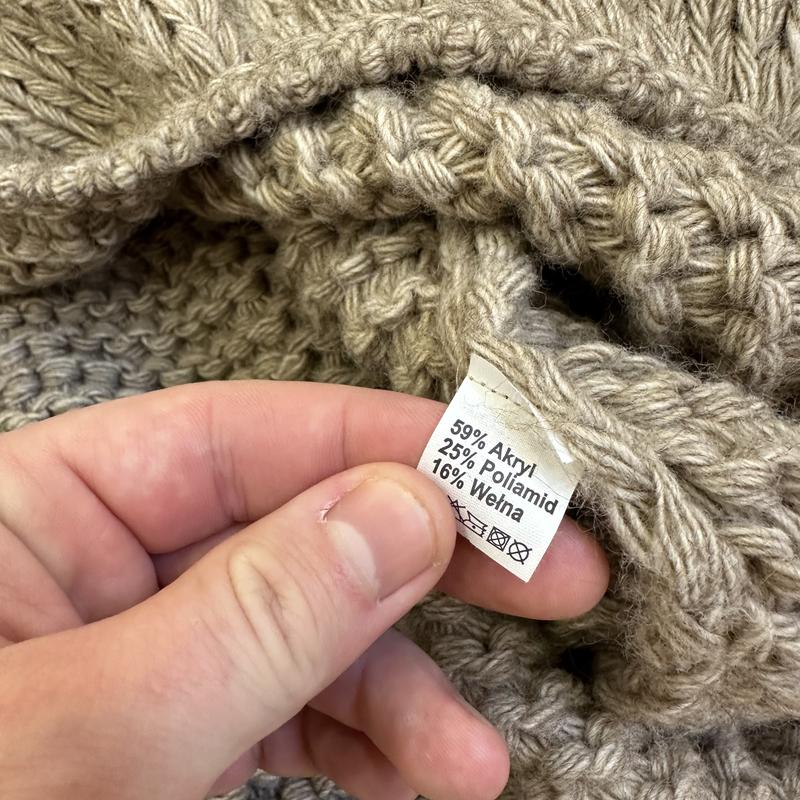 59% Akryl
25% Poliamid
16% Wełna